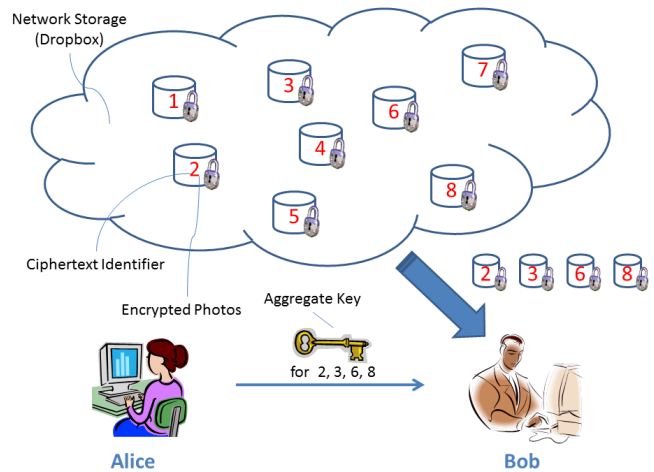 Network Storage
(Dropbox)
1
3
7
6
4
2
8
5
Ciphertext Identifier
Encrypted Photos
2
3
6
8
Aggregate Key
for 2, 3, 6, 8
Alice
Bob